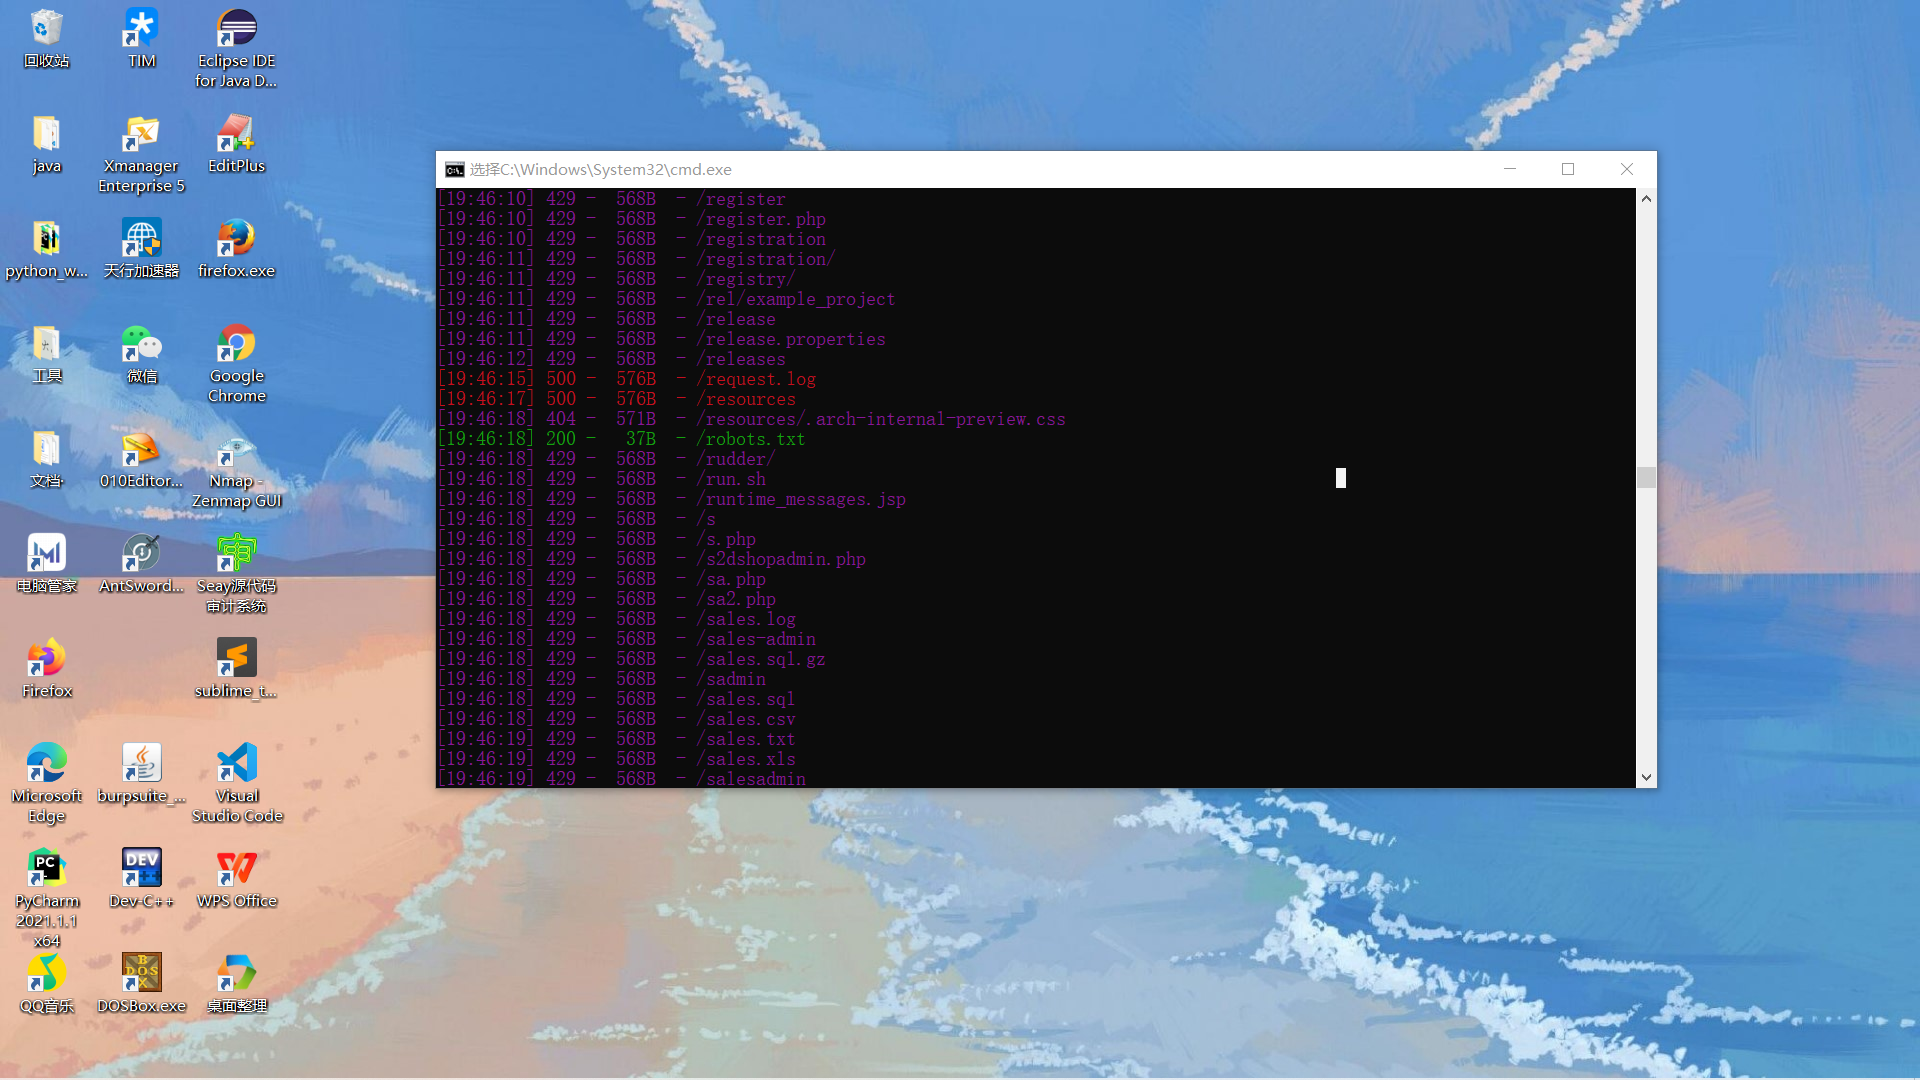 回收站
TIM
Eclipse IDE
for Java D...
java
Xmanager
Enterprise 5
EditPlus
python_w...
天行加速器
firefox.exe
工具
微信
Google
Chrome
文档·
010Editor...
Nmap -
Zenmap GUI
电脑管家
AntSword...
Seay源代码
审计系统
Firefox
sublime_t...
Microsoft
Edge
burpsuite_...
Visual
Studio Code
PyCharm
2021.1.1
x64
Dev-C++
WPS Office
QQ音乐
DOSBox.exe
桌面整理
选择C:\Windows\System32\cmd.exe
[19:46:10] 429 -  568B  - /register
[19:46:10] 429 -  568B  - /register.php
[19:46:10] 429 -  568B  - /registration
[19:46:11] 429 -  568B  - /registration/
[19:46:11] 429 -  568B  - /registry/
[19:46:11] 429 -  568B  - /rel/example_project
[19:46:11] 429 -  568B  - /release
[19:46:11] 429 -  568B  - /release.properties
[19:46:12] 429 -  568B  - /releases
[19:46:15] 500 -  576B  - /request.log
[19:46:17] 500 -  576B  - /resources
[19:46:18] 404 -  571B  - /resources/.arch-internal-preview.css
[19:46:18] 200 -   37B  - /robots.txt
[19:46:18] 429 -  568B  - /rudder/
[19:46:18] 429 -  568B  - /run.sh
[19:46:18] 429 -  568B  - /runtime_messages.jsp
[19:46:18] 429 -  568B  - /s
[19:46:18] 429 -  568B  - /s.php
[19:46:18] 429 -  568B  - /s2dshopadmin.php
[19:46:18] 429 -  568B  - /sa.php
[19:46:18] 429 -  568B  - /sa2.php
[19:46:18] 429 -  568B  - /sales.log
[19:46:18] 429 -  568B  - /sales-admin
[19:46:18] 429 -  568B  - /sales.sql.gz
[19:46:18] 429 -  568B  - /sadmin
[19:46:18] 429 -  568B  - /sales.sql
[19:46:18] 429 -  568B  - /sales.csv
[19:46:19] 429 -  568B  - /sales.txt
[19:46:19] 429 -  568B  - /sales.xls
[19:46:19] 429 -  568B  - /salesadmin